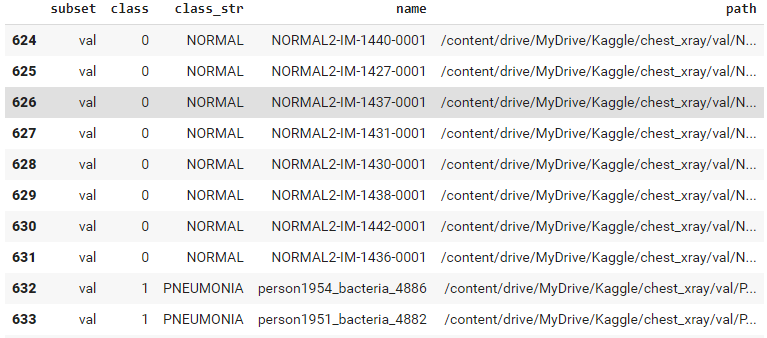 subset class class_str name path
624 val 0 NORMAL NORMAL2-IM-1440-0001 /content/drive/MyDrive/Kaggle/chest_xray/val/N...
625 val 0 NORMAL NORMAL2-IM-1427-0001 /content/drive/MyDrive/Kaggle/chest_xray/val/N...
626 val 0 NORMAL NORMAL2-IM-1437-0001 /content/drive/MyDrive/Kaggle/chest_xray/val/N...
627 val 0 NORMAL NORMAL2-IM-1431-0001 /content/drive/MyDrive/Kaggle/chest_xray/val/N...
628 val 0 NORMAL NORMAL2-IM-1430-0001 /content/drive/MyDrive/Kaggle/chest_xray/val/N...
629 val 0 NORMAL NORMAL2-IM-1438-0001 /content/drive/MyDrive/Kaggle/chest_xray/val/N...
630 val 0 NORMAL NORMAL2-IM-1442-0001 /content/drive/MyDrive/Kaggle/chest_xray/val/N...
631 val 0 NORMAL NORMAL2-IM-1436-0001 /content/drive/MyDrive/Kaggle/chest_xray/val/N...
632 val 1 PNEUMONIA person1954_bacteria_4886 /content/drive/MyDrive/Kaggle/chest_xray/val/P...
633 val 1 PNEUMONIA person1951_bacteria_4882 /content/drive/MyDrive/Kaggle/chest_xray/val/P...